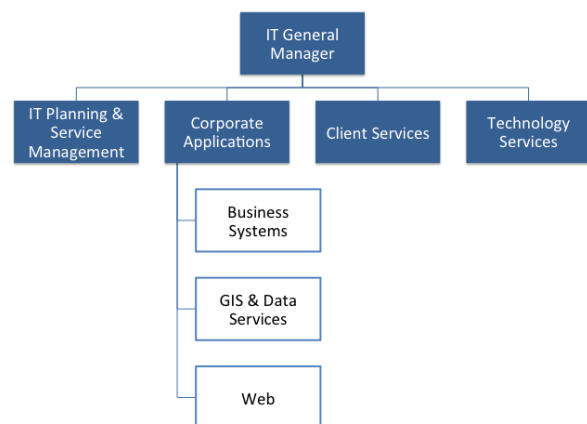 IT General
Manager
IT Planning &
Service
Management
Corporate
Applications
Client Services
Technology
Services
Business
Systems
GIS & Data
Services
Web